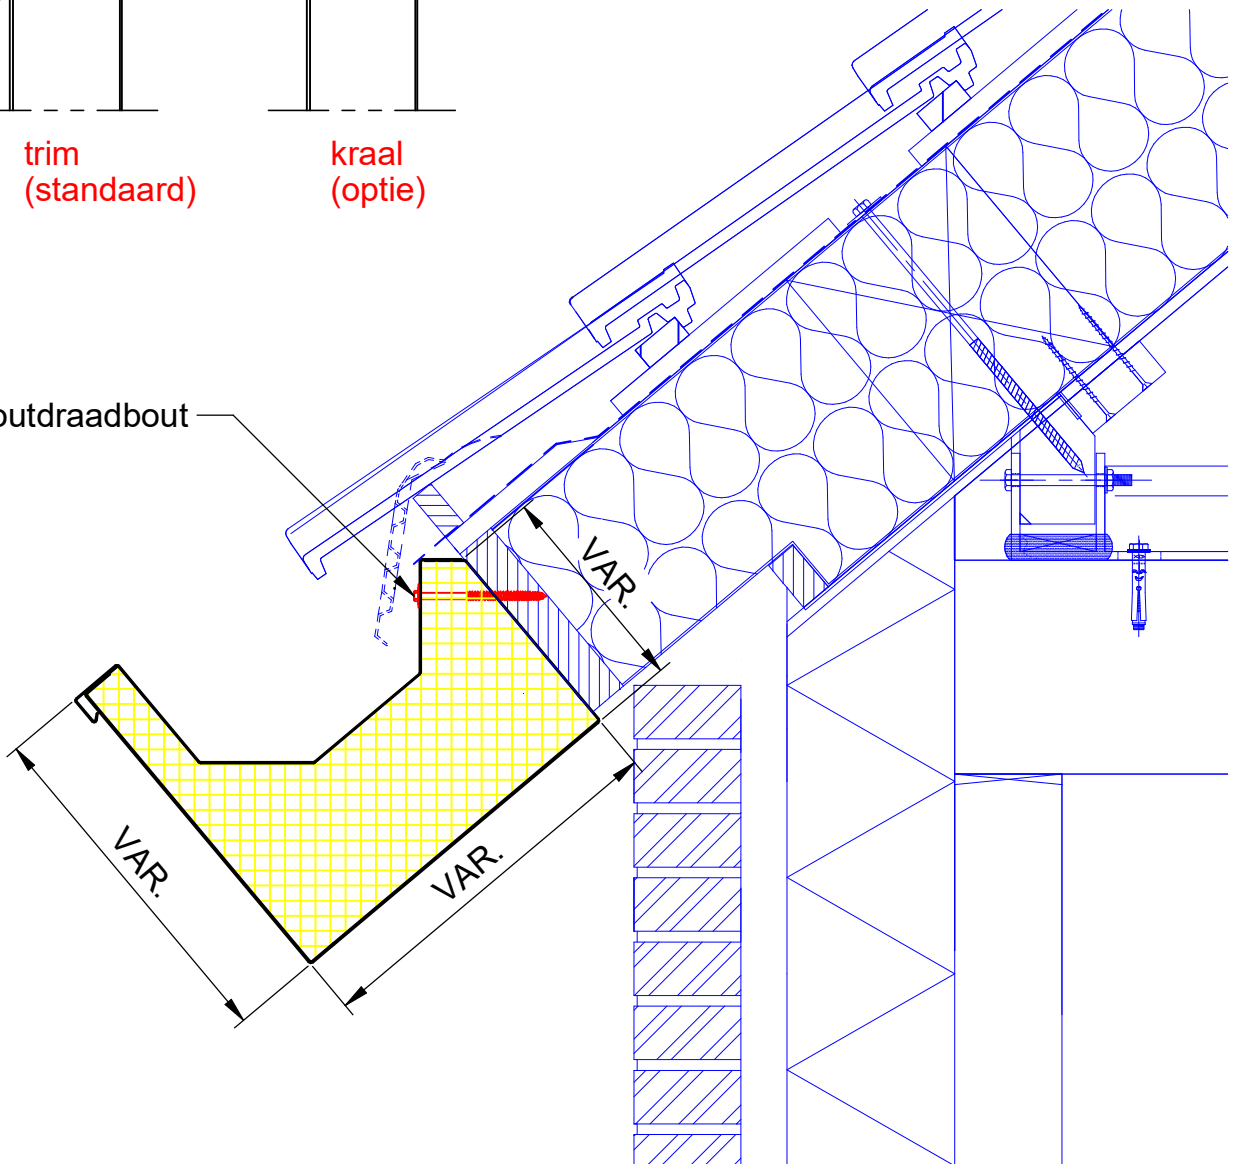 trim
(standaard)
kraal
(optie)
outdraadbout
VAR.
VAR.
VAR.